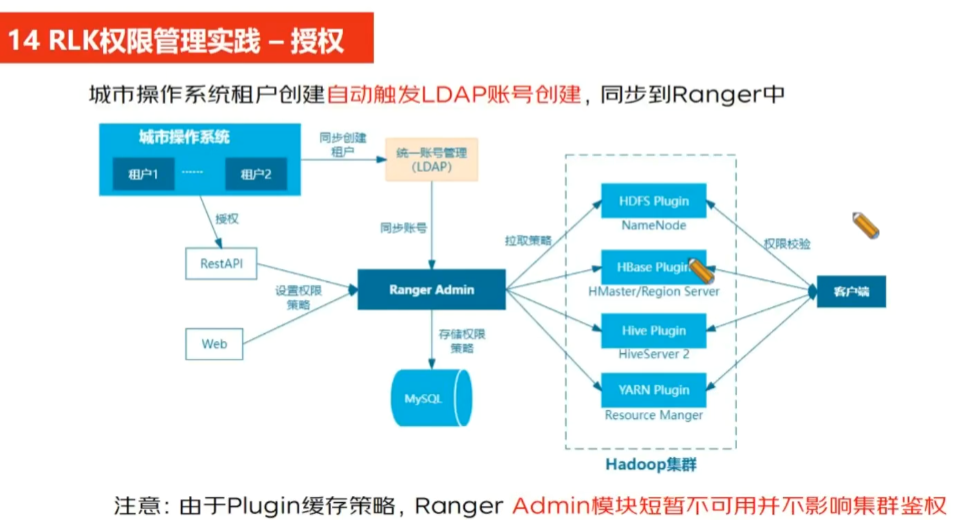 14 RLK权限管理实践 – 授权
城市操作系统租户创建自动触发LDAP账号创建，同步到Ranger中
城市操作系统
租户1
……
租户2
同步创建
租户
统一账号管理
（LDAP）
授权
同步账号
RestAPI
设置权限
策略
Web
Ranger Admin
存储权限
策略
MySQL
拉取策略
HDFS Plugin
NameNode
HBase Plugin
HMaster/Region Server
Hive Plugin
HiveServer 2
YARN Plugin
Resource Manger
权限校验
客户端
Hadoop集群
注意：由于Plugin缓存策略，Ranger Admin模块短暂不可用并不影响集群鉴权